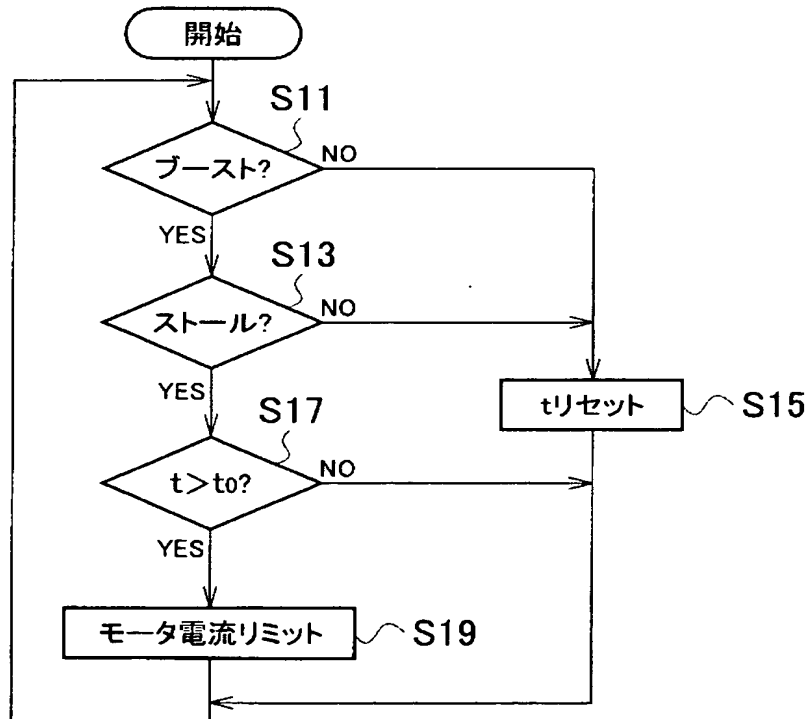 開始
S11
ブースト?
NO
YES
S13
ストール?
NO
YES
tリセット
S15
S17
t>t0?
NO
YES
モータ電流リミット
S19